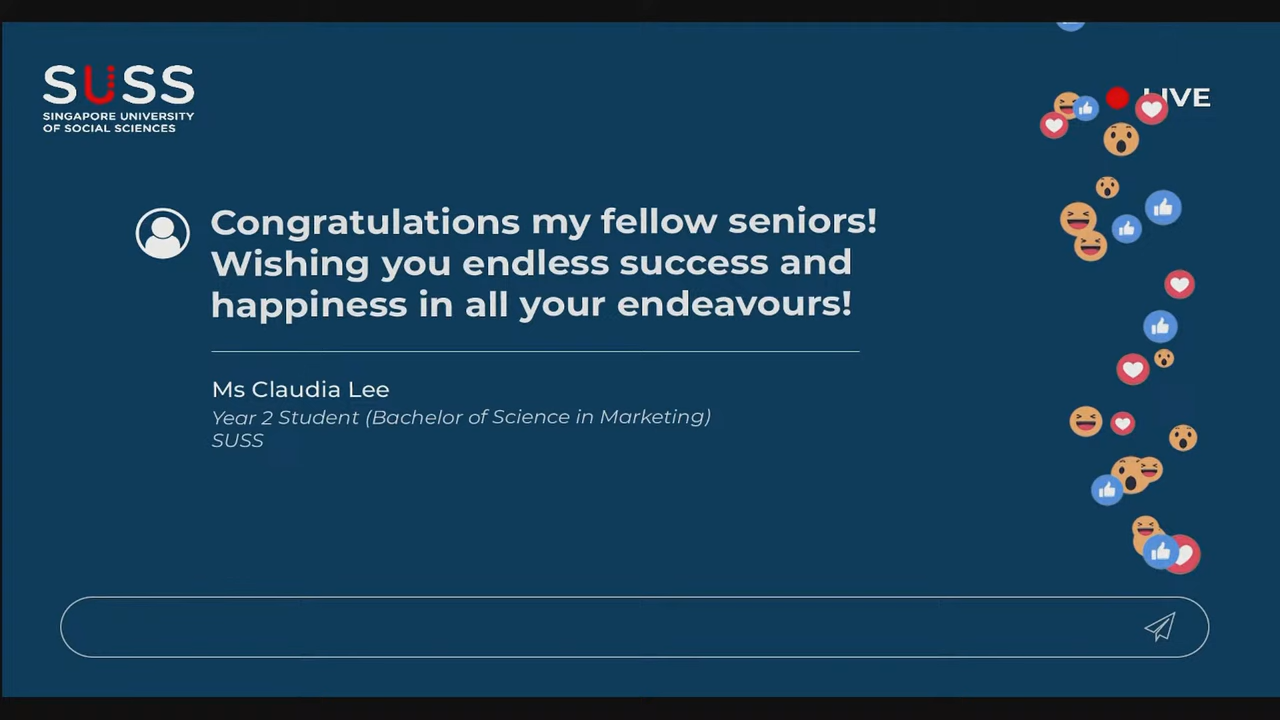 SUSS
SINGAPORE UNIVERSITY
OF SOCIAL SCIENCES
LIVE
Congratulations my fellow seniors!
Wishing you endless success and
happiness in all your endeavours!
Ms Claudia Lee
Year 2 Student (Bachelor of Science in Marketing)
SUSS